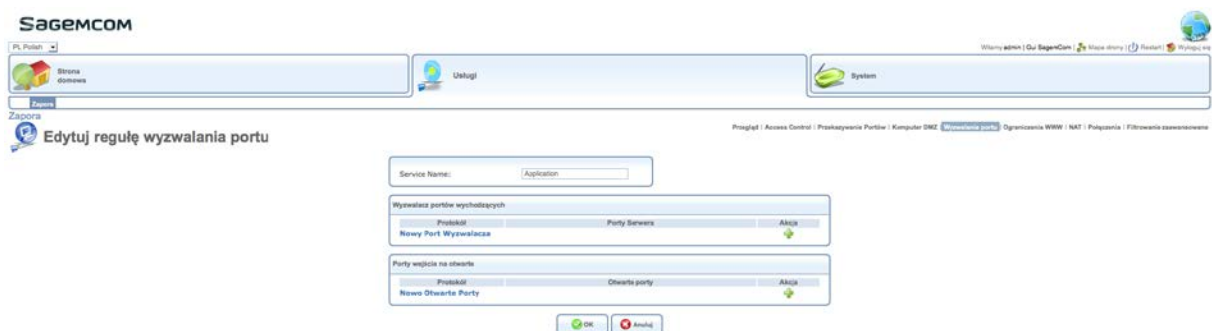 SAGEMCOM
PL Polish
Witamy admin | Gui SagemCom | Mapa strony | Restart | Wyloguj się
Strona domowa
Usługi
System
Zapora
Zapora
Edytuj regułę wyzwalania portu
Przegląd | Access Control | Przekazywanie Portów | Komputer DMZ | Wyzwalanie portu | Ograniczenia WWW | NAT | Połączenia | Filtrowanie zaawansowane
Service Name: Application
Wyzwalacz portów wychodzących
Protokół Porty Serwera Akcja
Nowy Port Wyzwalacza
Porty wejścia na otwarte
Protokół Otwarte porty Akcja
Nowo Otwarte Porty
OK Anuluj